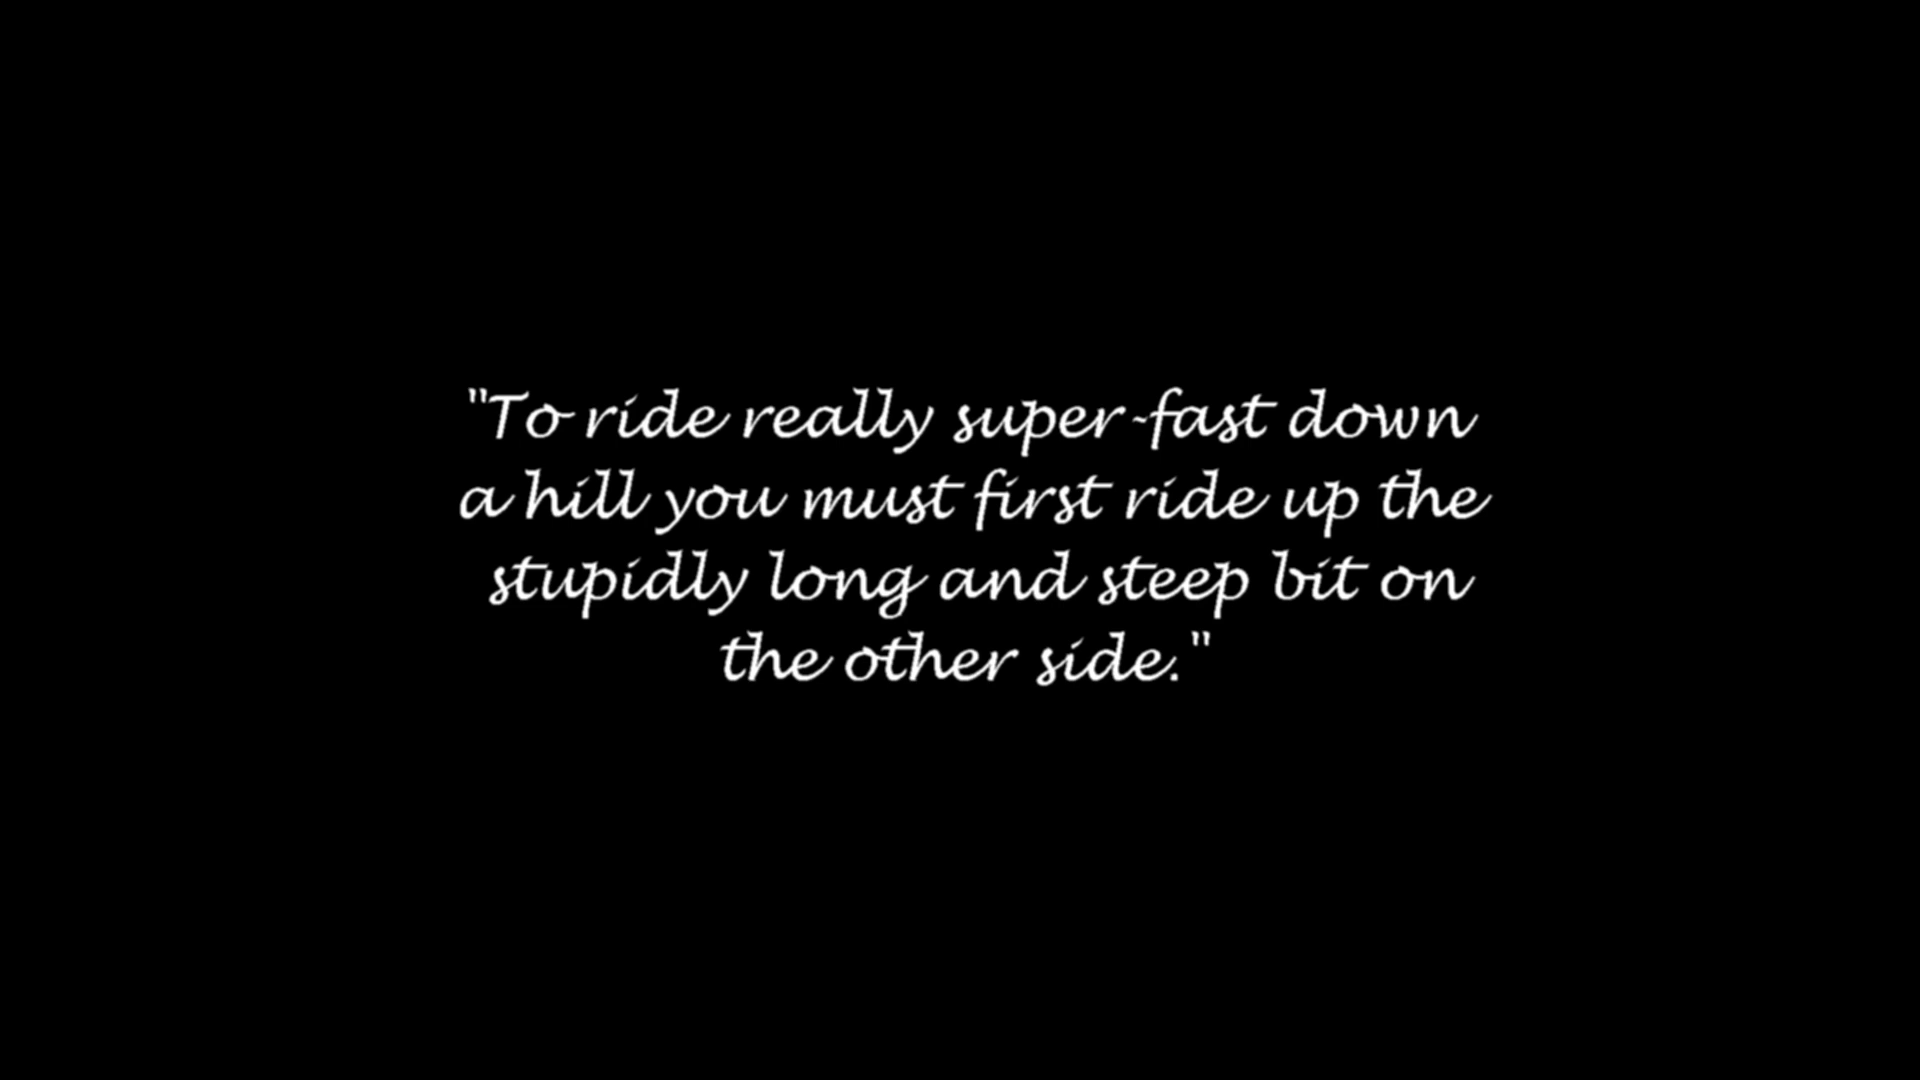 "To ride really super-fast down
a hill you must first ride up the
stupidly long and steep bit on
the other side."